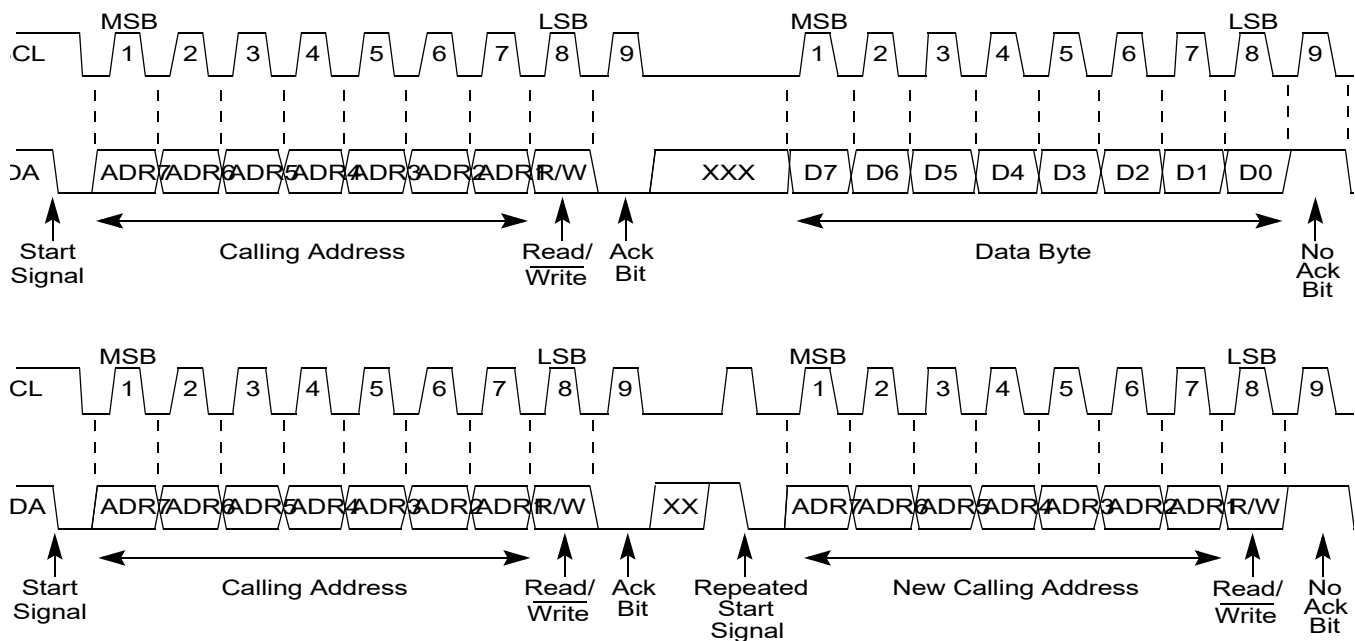 MSB LSB MSB LSB
CL 1 2 3 4 5 6 7 8 9 1 2 3 4 5 6 7 8 9
DA ADR7 ADR6 ADR5 ADR4 ADR3 ADR2 ADR1 R/W XXX D7 D6 D5 D4 D3 D2 D1 D0
Start Signal
Calling Address
Read/
Write
Ack
Bit
Data Byte
No
Ack
Bit
MSB LSB MSB LSB
CL 1 2 3 4 5 6 7 8 9 1 2 3 4 5 6 7 8 9
DA ADR7 ADR6 ADR5 ADR4 ADR3 ADR2 ADR1 R/W XX ADR7 ADR6 ADR5 ADR4 ADR3 ADR2 ADR1 R/W
Start
Signal
Calling Address
Read/
Write
Ack
Bit
Repeated
Start
Signal
New Calling Address
Read/
Write
No
Ack
Bit